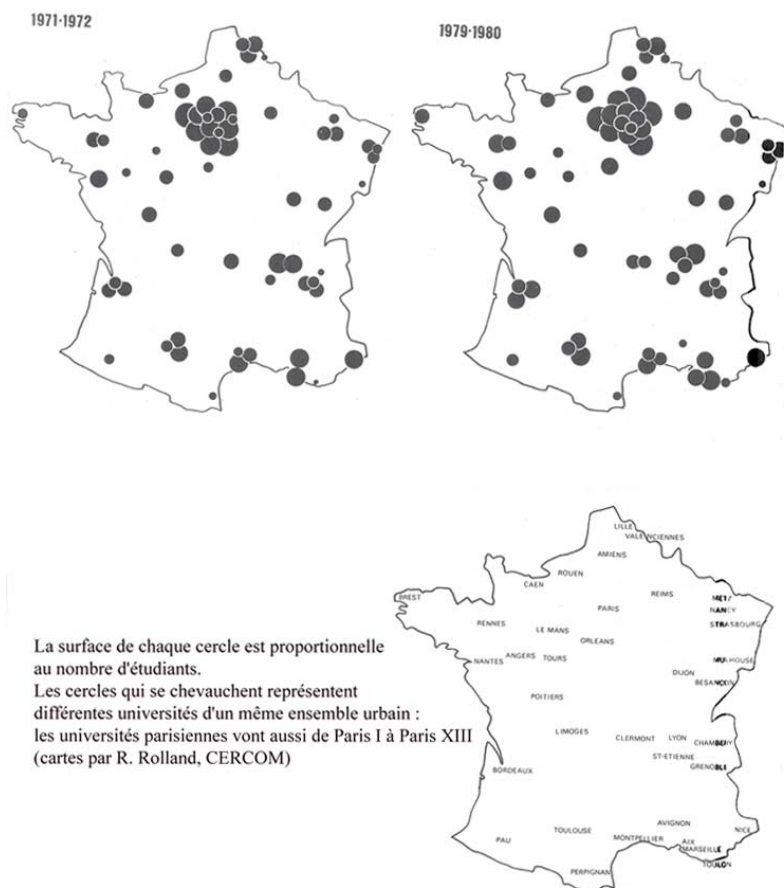 1971-1972
1979-1980
LILLE
VALENCIENNES
AMIENS
ROUEN
CAEN
REIMS
METZ
BREST
PARIS
NANCY
RENNES
STRASBOURG
LE MANS
ORLEANS
ANGERS
TOURS
NANTES
MULHOUSE
DIJON
BESANÇON
POITIERS
LIMOGES
CLERMONT
LYON
CHAMBERY
ST-ETIENNE
GRENOBLE
BORDEAUX
AVIGNON
TOULOUSE
NICE
PAU
MONTPELLIER
AIX
MARSEILLE
TOULON
PERPIGNAN
La surface de chaque cercle est proportionnelle
au nombre d'étudiants.
Les cercles qui se chevauchent représentent
différentes universités d'un même ensemble urbain :
les universités parisiennes vont aussi de Paris I à Paris XIII
(cartes par R. Rolland, CERCOM)